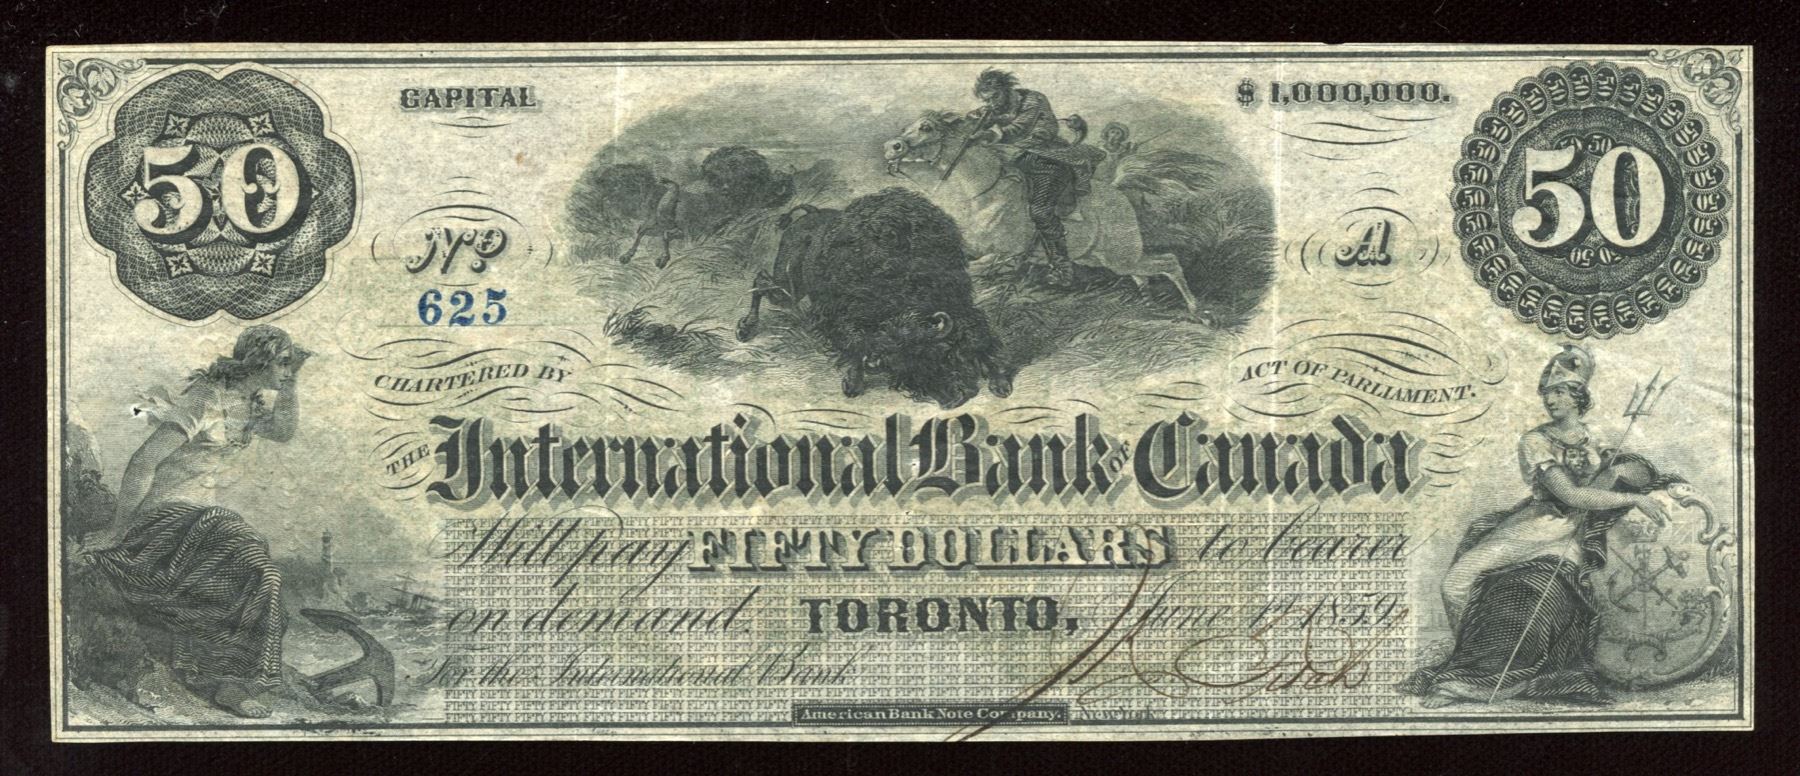 CAPITAL $1,000,000.
50 50
Nº A
625
CHARTERED BY ACT OF PARLIAMENT.
THE International Bank OF Canada
Will pay FIFTY DOLLARS to bearer
on demand. TORONTO, June 1st 1859
For the International Bank
American Bank Note Company.